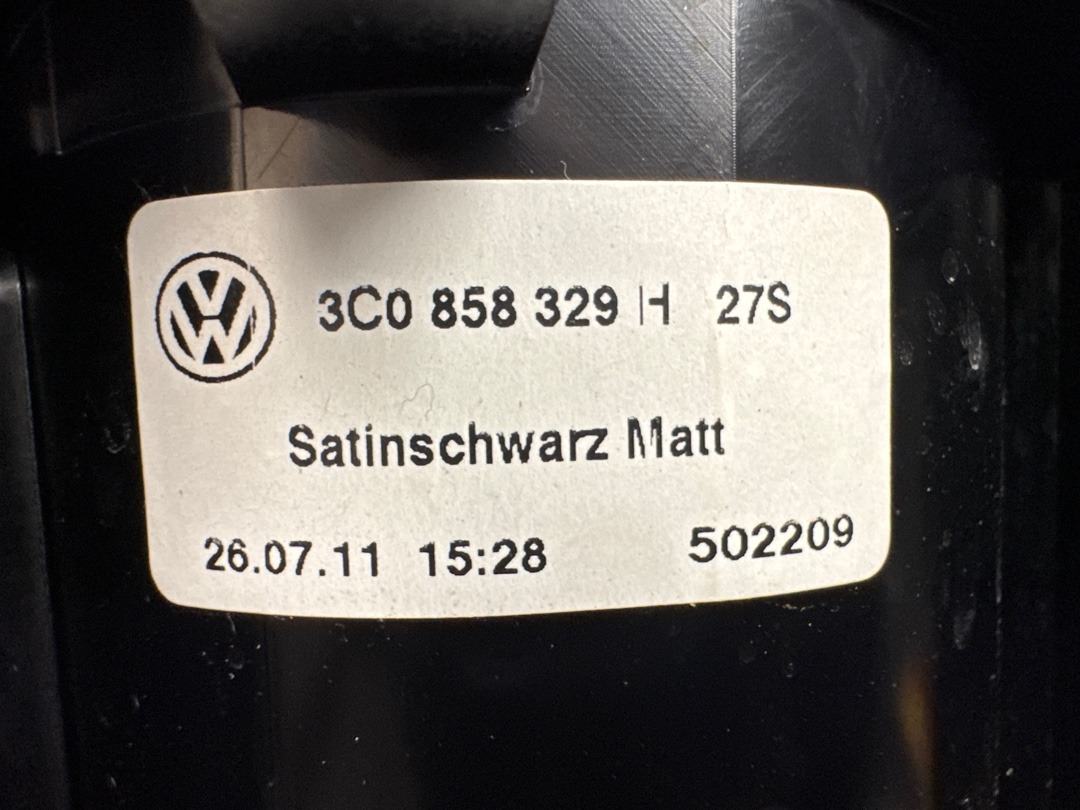 3C0 858 329 H 27S
Satinschwarz Matt
26.07.11 15:28 502209